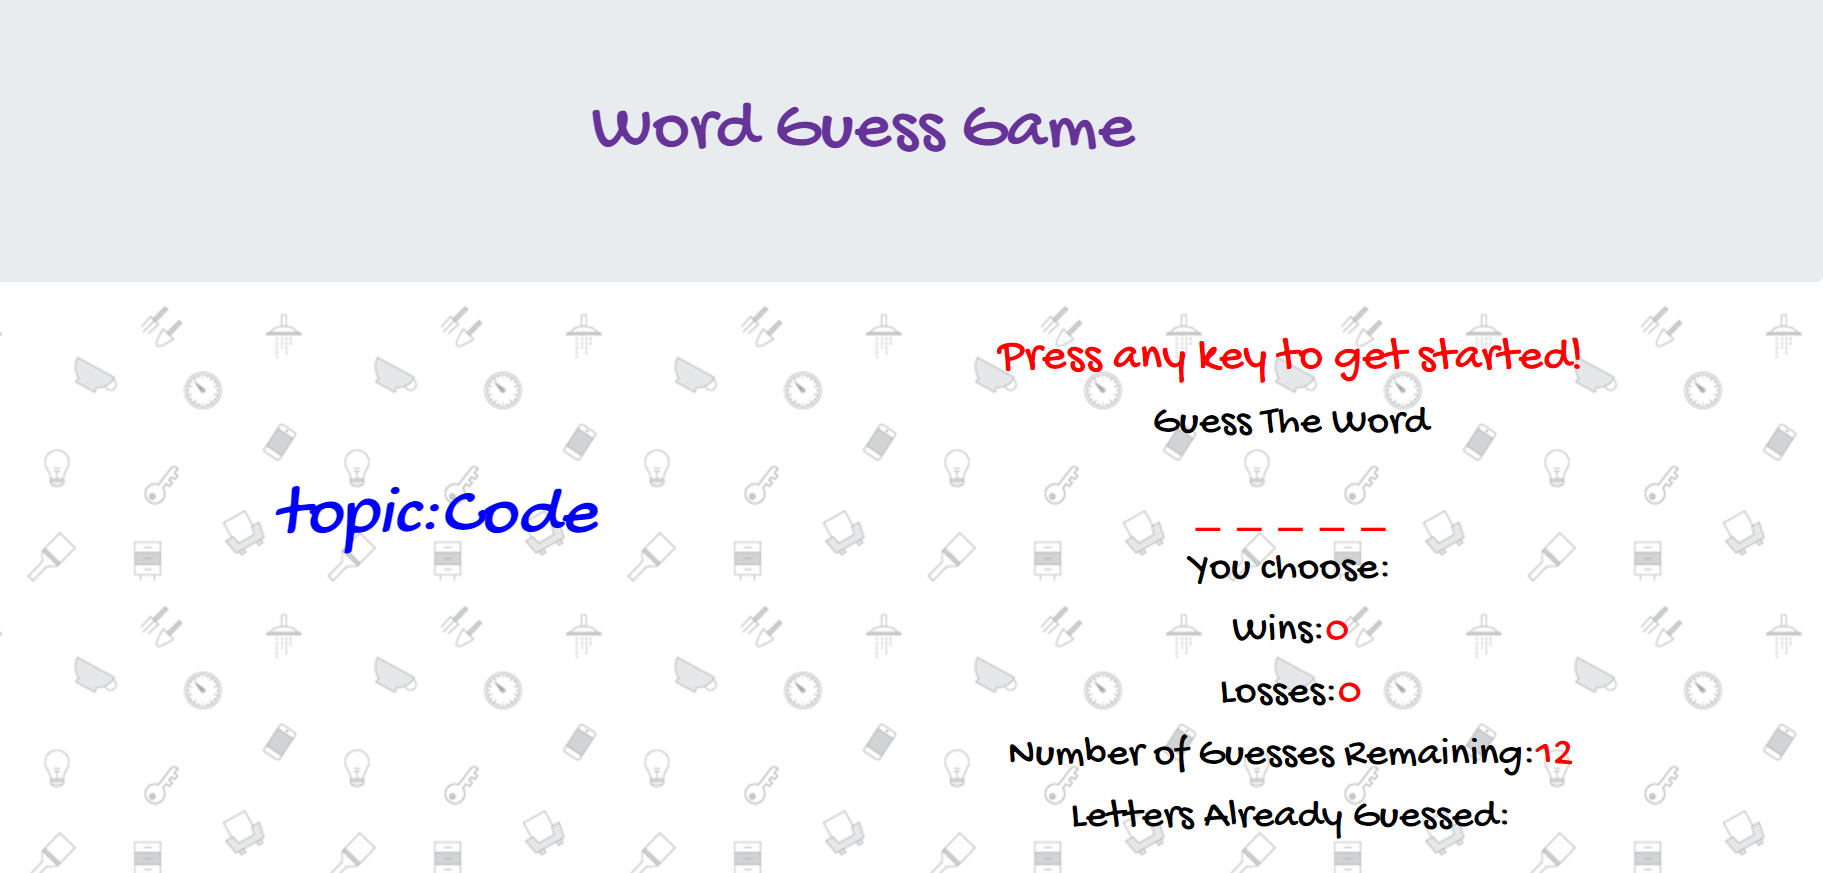 Word Guess Game
Press any key to get started!
Guess The Word
_ _ _ _ _
topic:Code
You choose:
Wins:0
Losses:0
Number of Guesses Remaining:12
Letters Already Guessed: